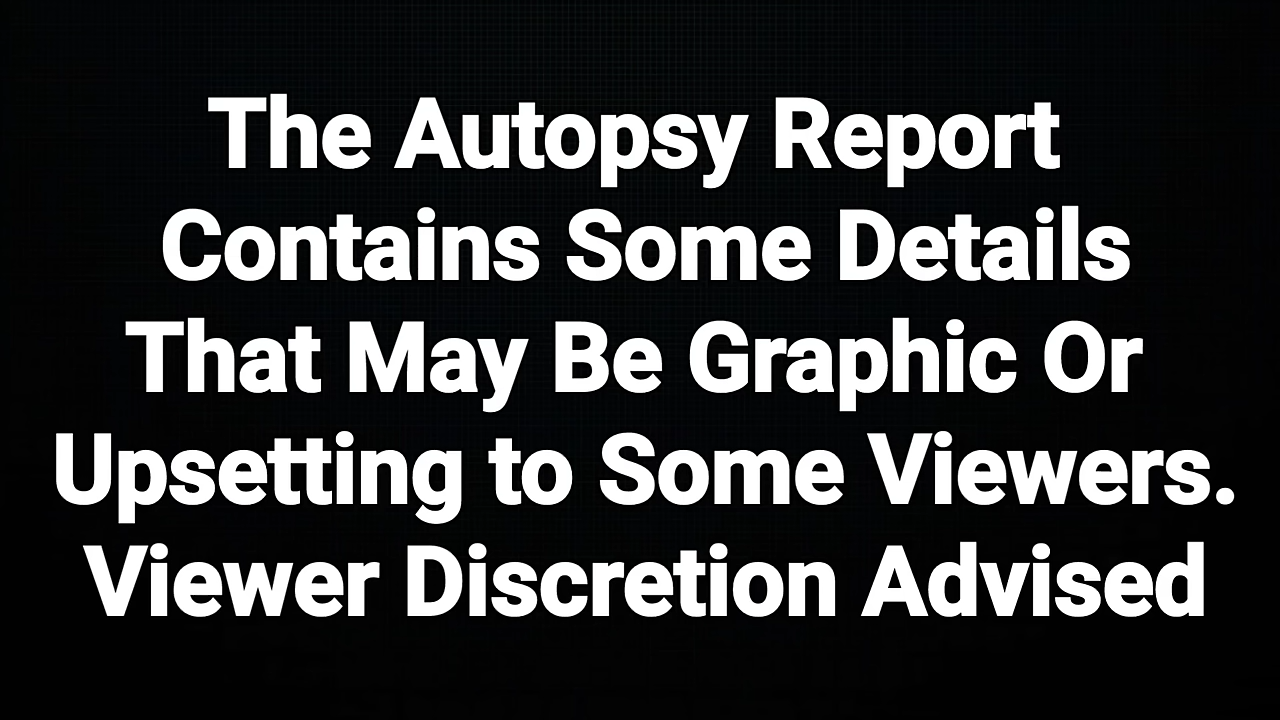 The Autopsy Report
Contains Some Details
That May Be Graphic Or
Upsetting to Some Viewers.
Viewer Discretion Advised